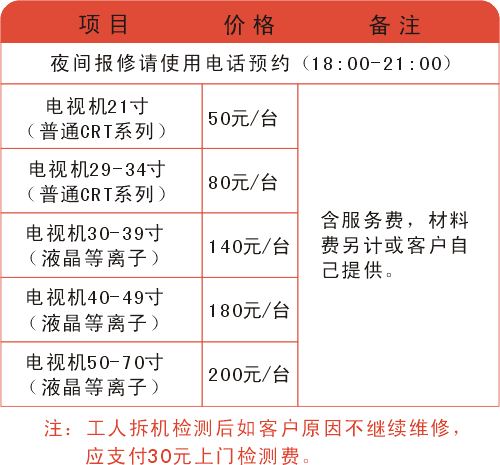 项目 价格 备注
夜间报修请使用电话预约（18:00-21:00）
电视机21寸
（普通CRT系列）
50元/台
电视机29-34寸
（普通CRT系列）
80元/台
电视机30-39寸
（液晶等离子）
140元/台
电视机40-49寸
（液晶等离子）
180元/台
电视机50-70寸
（液晶等离子）
200元/台
含服务费，材料
费另计或客户自
己提供。
注：工人拆机检测后如客户原因不继续维修，
应支付30元上门检测费。